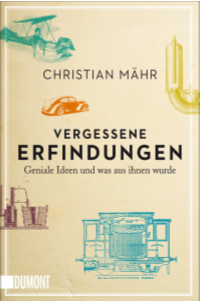 CHRISTIAN MÄHR
VERGESSENE
ERFINDUNGEN
Geniale Ideen und was aus ihnen wurde
DUMONT